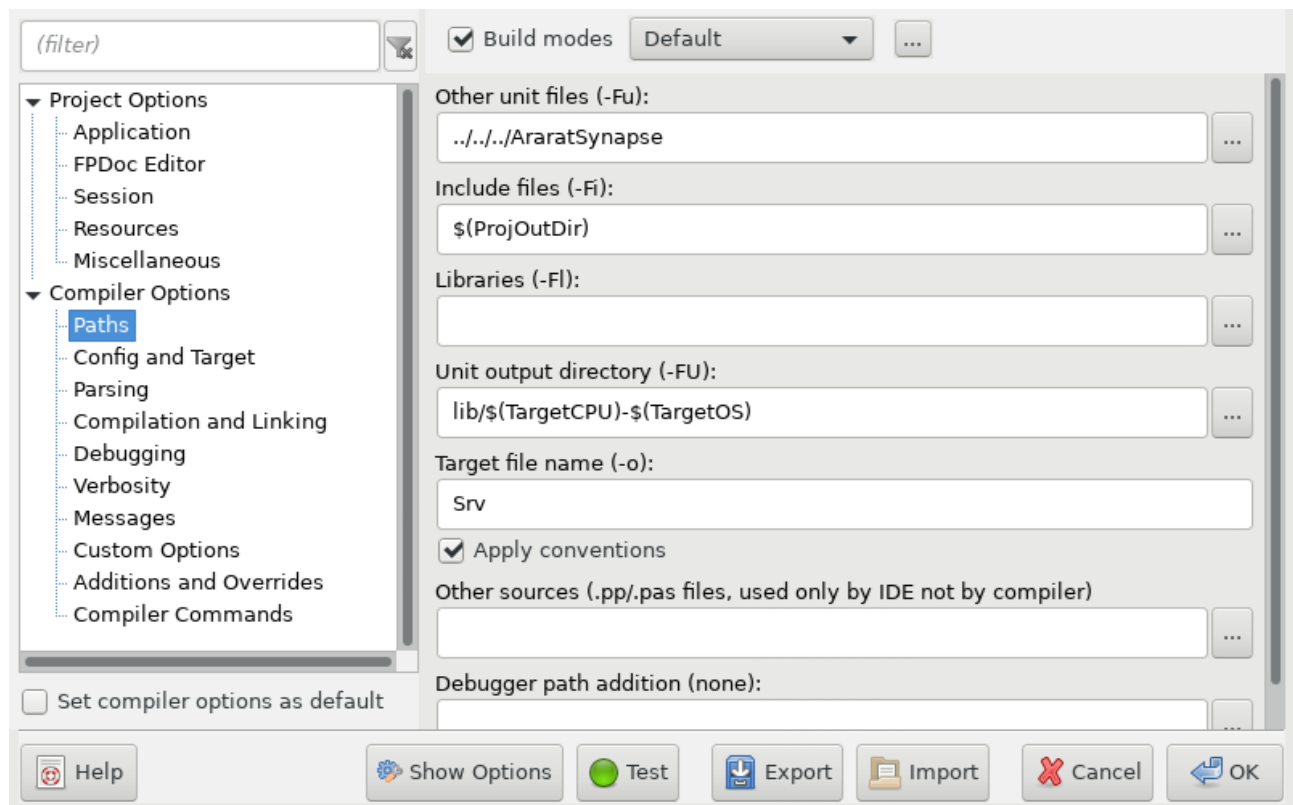 (filter)
Build modes
Default
...
Project Options
Application
FPDoc Editor
Session
Resources
Miscellaneous
Compiler Options
Paths
Config and Target
Parsing
Compilation and Linking
Debugging
Verbosity
Messages
Custom Options
Additions and Overrides
Compiler Commands
Set compiler options as default
Other unit files (-Fu):
../../../AraratSynapse
...
Include files (-Fi):
$(ProjOutDir)
...
Libraries (-Fl):
...
Unit output directory (-FU):
lib/$(TargetCPU)-$(TargetOS)
...
Target file name (-o):
Srv
Apply conventions
Other sources (.pp/.pas files, used only by IDE not by compiler)
...
Debugger path addition (none):
...
Help
Show Options
Test
Export
Import
Cancel
OK